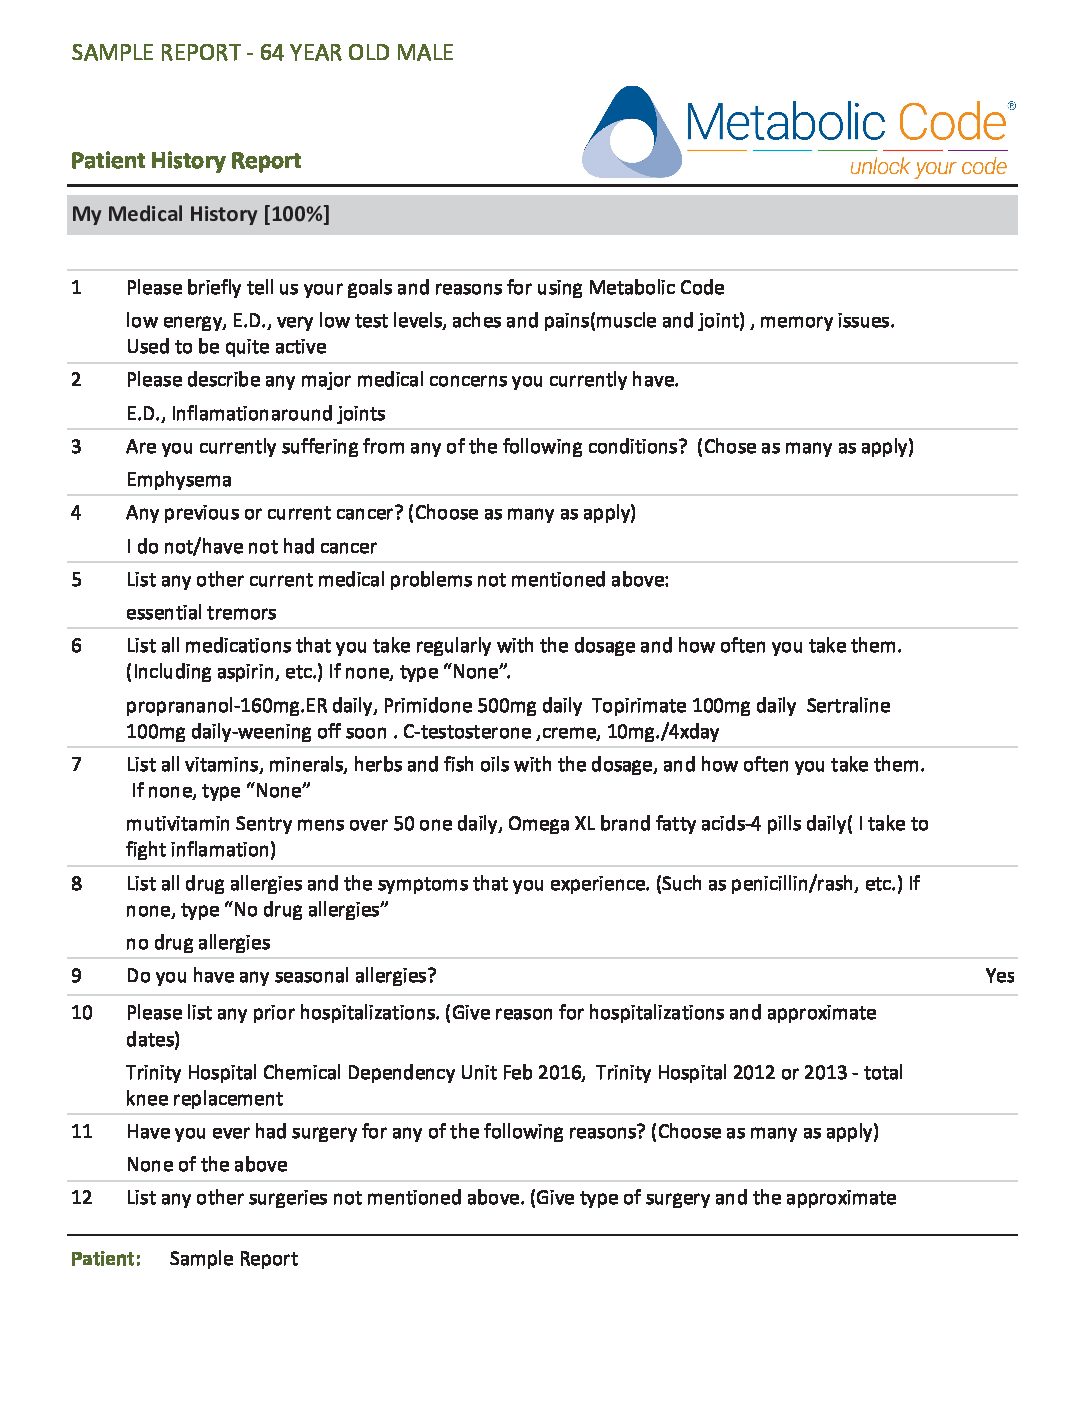 SAMPLE REPORT - 64 YEAR OLD MALE
Metabolic Code®
unlock your code
Patient History Report
My Medical History [100%]
1 Please briefly tell us your goals and reasons for using Metabolic Code
low energy, E.D., very low test levels, aches and pains(muscle and joint) , memory issues.
Used to be quite active
2 Please describe any major medical concerns you currently have.
E.D., Inflamationaround joints
3 Are you currently suffering from any of the following conditions? (Chose as many as apply)
Emphysema
4 Any previous or current cancer? (Choose as many as apply)
I do not/have not had cancer
5 List any other current medical problems not mentioned above:
essential tremors
6 List all medications that you take regularly with the dosage and how often you take them.
(Including aspirin, etc.) If none, type “None”.
proprananol-160mg.ER daily, Primidone 500mg daily Topirimate 100mg daily Sertraline
100mg daily-weening off soon . C-testosterone ,creme, 10mg./4xday
7 List all vitamins, minerals, herbs and fish oils with the dosage, and how often you take them.
If none, type “None”
mutivitamin Sentry mens over 50 one daily, Omega XL brand fatty acids-4 pills daily( I take to
fight inflamation)
8 List all drug allergies and the symptoms that you experience. (Such as penicillin/rash, etc.) If
none, type “No drug allergies”
no drug allergies
9 Do you have any seasonal allergies? Yes
10 Please list any prior hospitalizations. (Give reason for hospitalizations and approximate
dates)
Trinity Hospital Chemical Dependency Unit Feb 2016, Trinity Hospital 2012 or 2013 - total
knee replacement
11 Have you ever had surgery for any of the following reasons? (Choose as many as apply)
None of the above
12 List any other surgeries not mentioned above. (Give type of surgery and the approximate
Patient: Sample Report